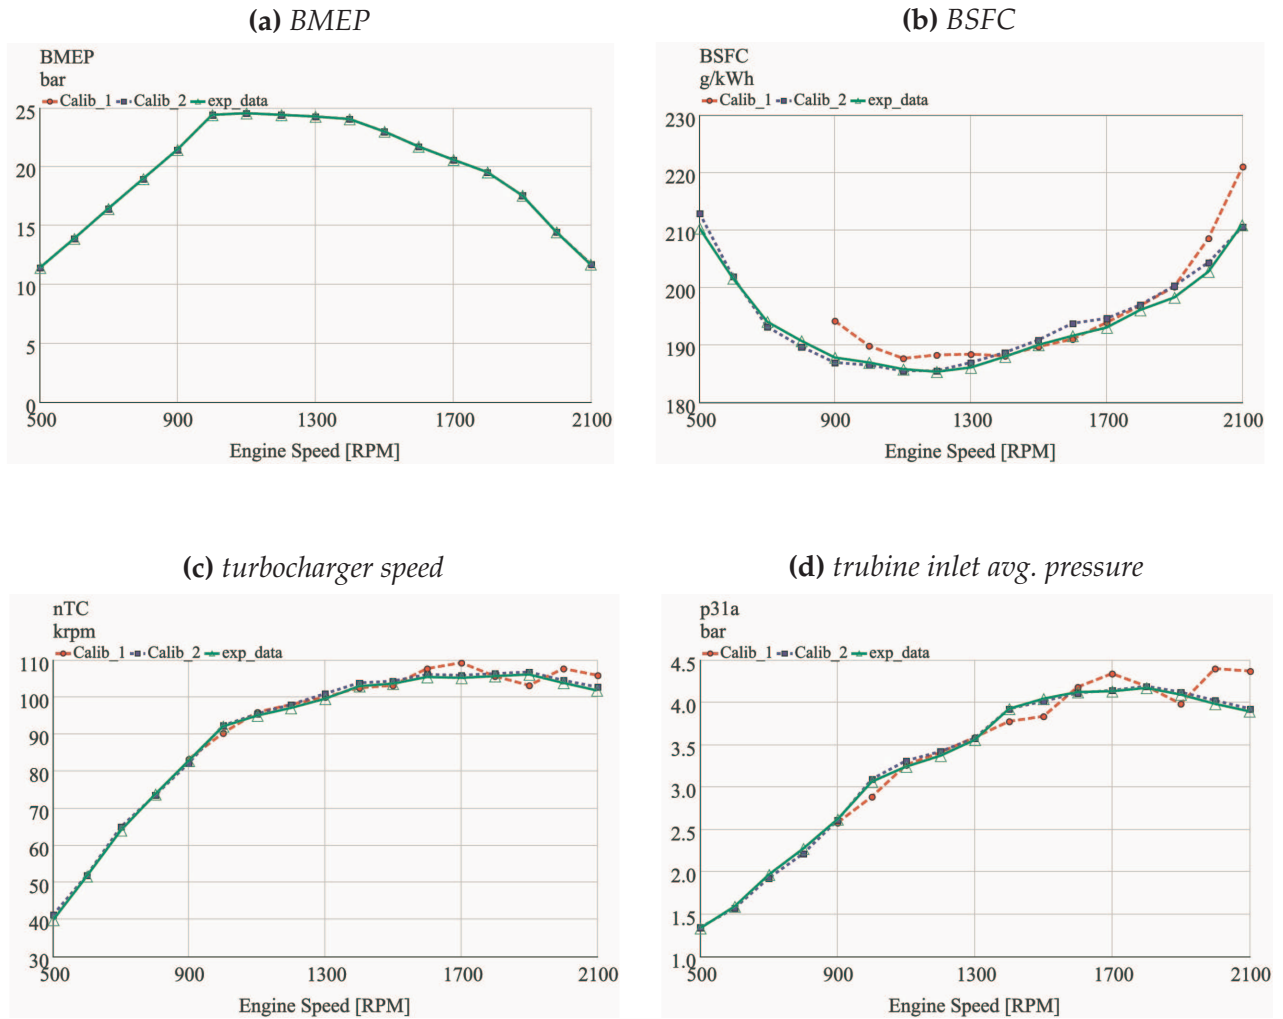 (a) BMEP
BMEP
bar
Calib_1 Calib_2 exp_data
25
20
15
10
5
0
500 900 1300 1700 2100
Engine Speed [RPM]
(b) BSFC
BSFC
g/kWh
Calib_1 Calib_2 exp_data
230
220
210
200
190
180
500 900 1300 1700 2100
Engine Speed [RPM]
(c) turbocharger speed
nTC
krpm
Calib_1 Calib_2 exp_data
110
100
90
80
70
60
50
40
30
500 900 1300 1700 2100
Engine Speed [RPM]
(d) trubine inlet avg. pressure
p31a
bar
Calib_1 Calib_2 exp_data
4.5
4.0
3.5
3.0
2.5
2.0
1.5
1.0
500 900 1300 1700 2100
Engine Speed [RPM]